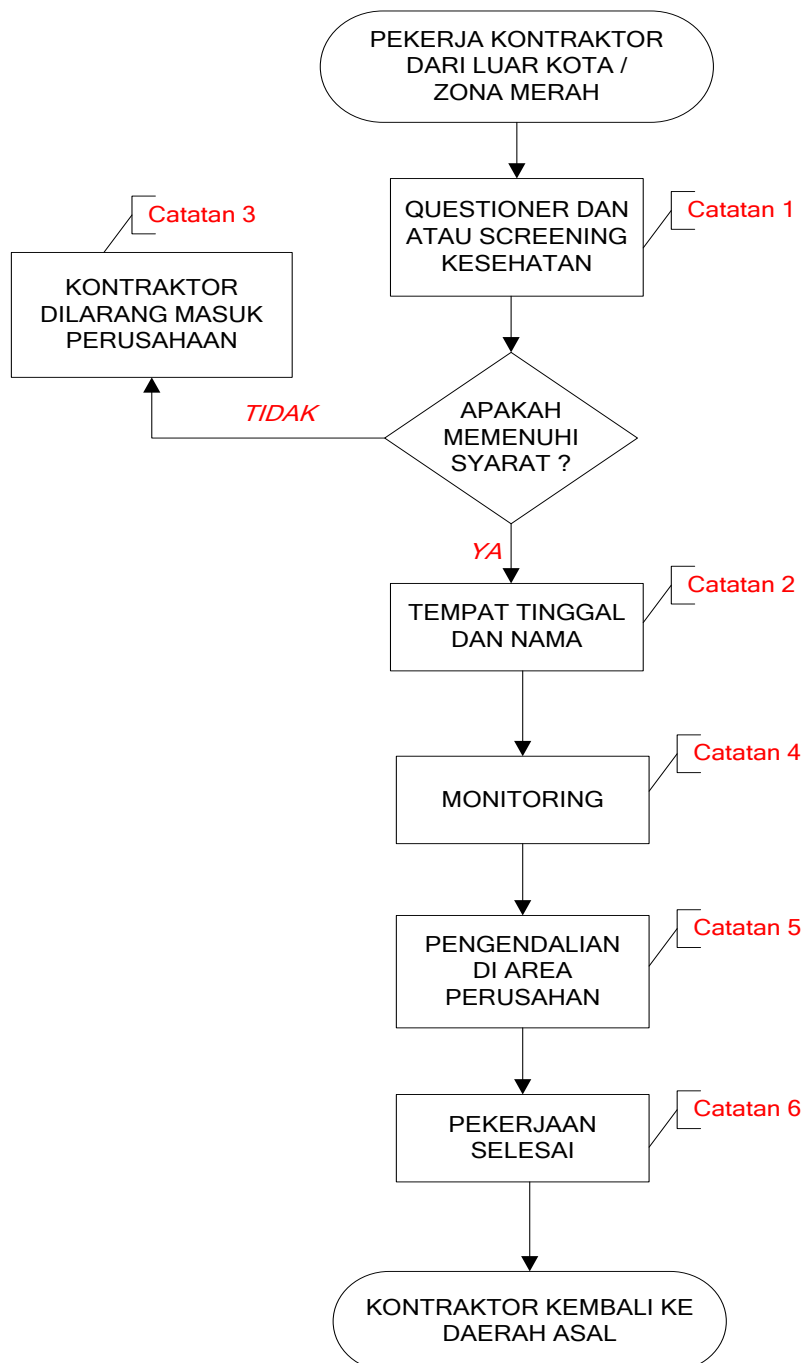 PEKERJA KONTRAKTOR
DARI LUAR KOTA /
ZONA MERAH
Catatan 1
QUESTIONER DAN
ATAU SCREENING
KESEHATAN
Catatan 3
KONTRAKTOR
DILARANG MASUK
PERUSAHAAN
TIDAK
APAKAH
MEMENUHI
SYARAT ?
YA
Catatan 2
TEMPAT TINGGAL
DAN NAMA
Catatan 4
MONITORING
Catatan 5
PENGENDALIAN
DI AREA
PERUSAHAN
Catatan 6
PEKERJAAN
SELESAI
KONTRAKTOR KEMBALI KE
DAERAH ASAL